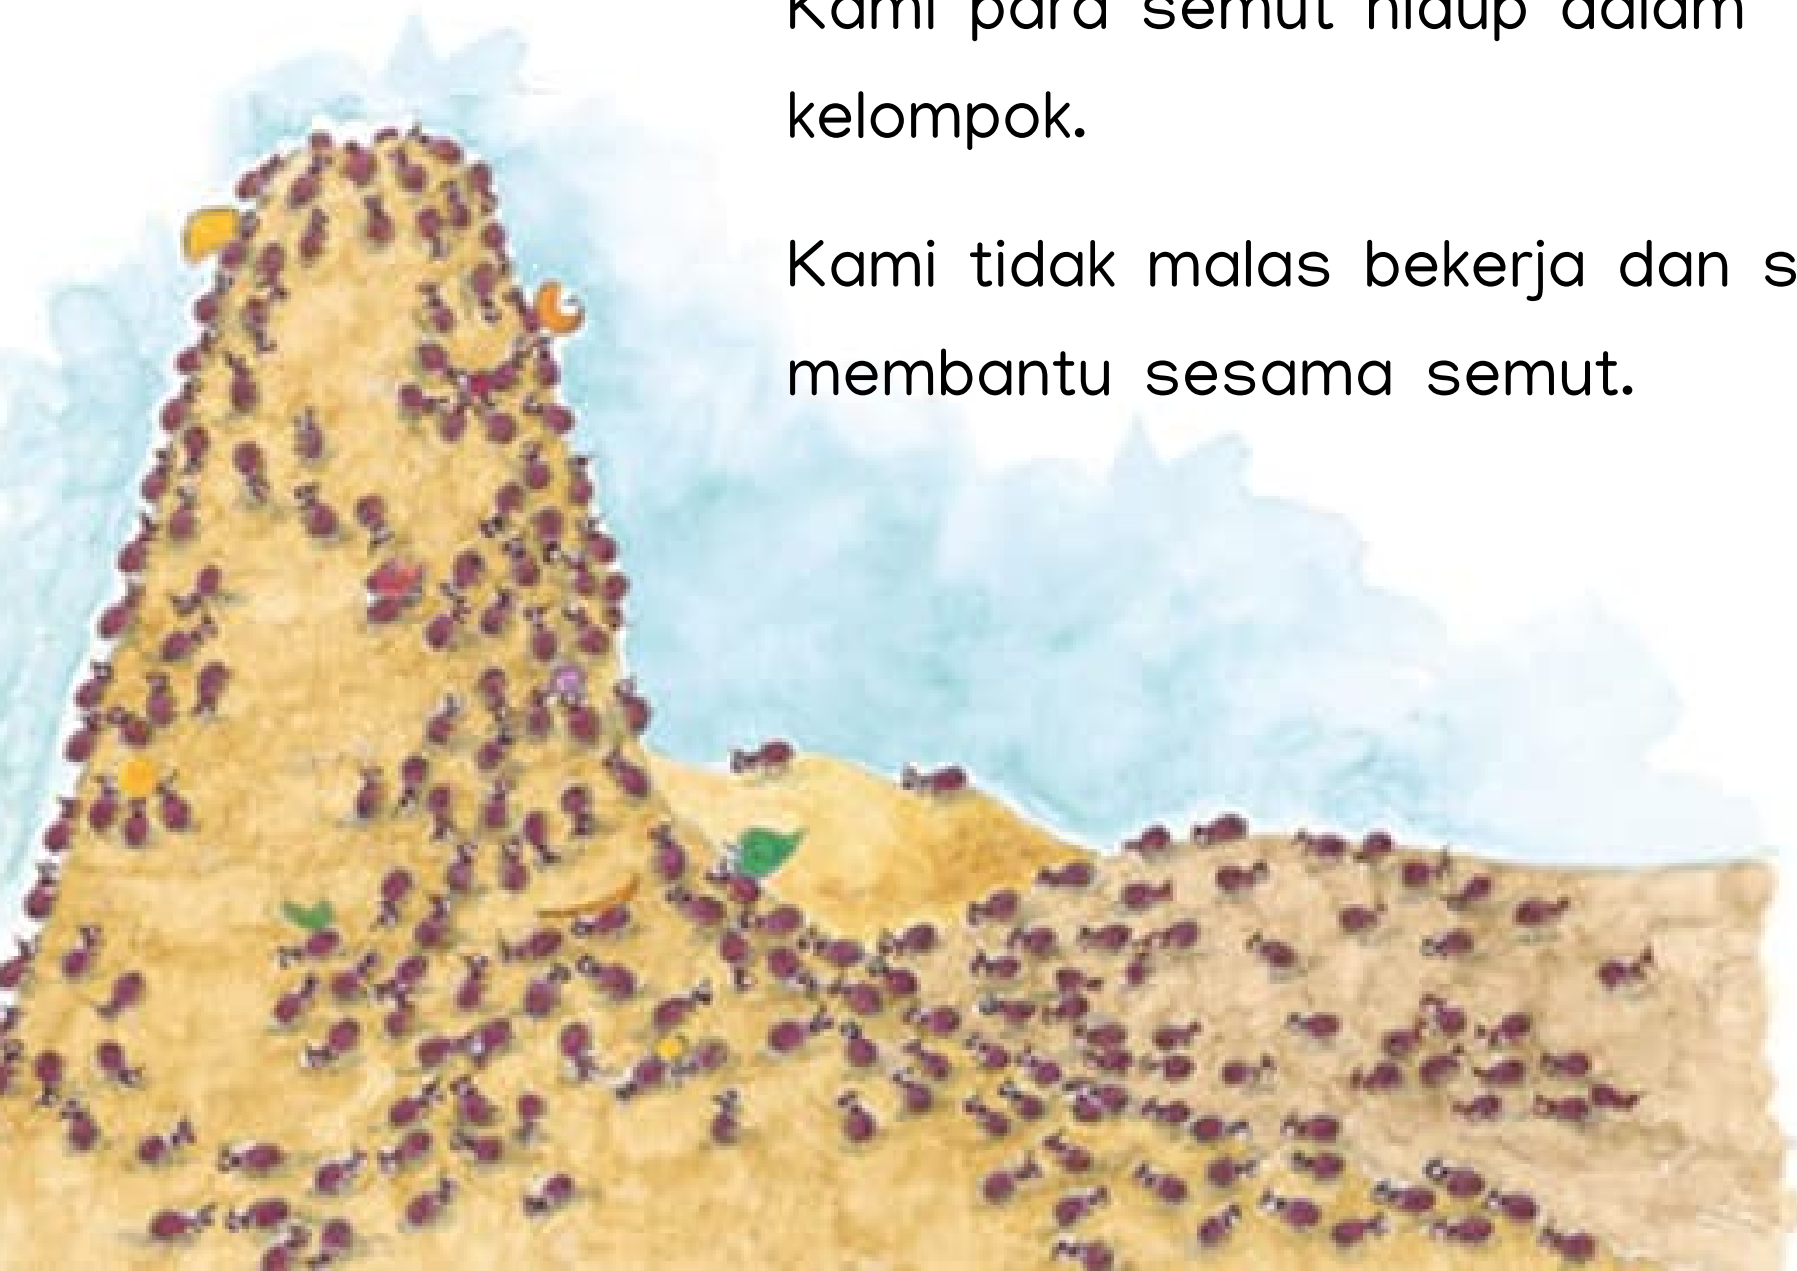 Kami para semut hidup dalam
kelompok.
Kami tidak malas bekerja dan
membantu sesama semut.